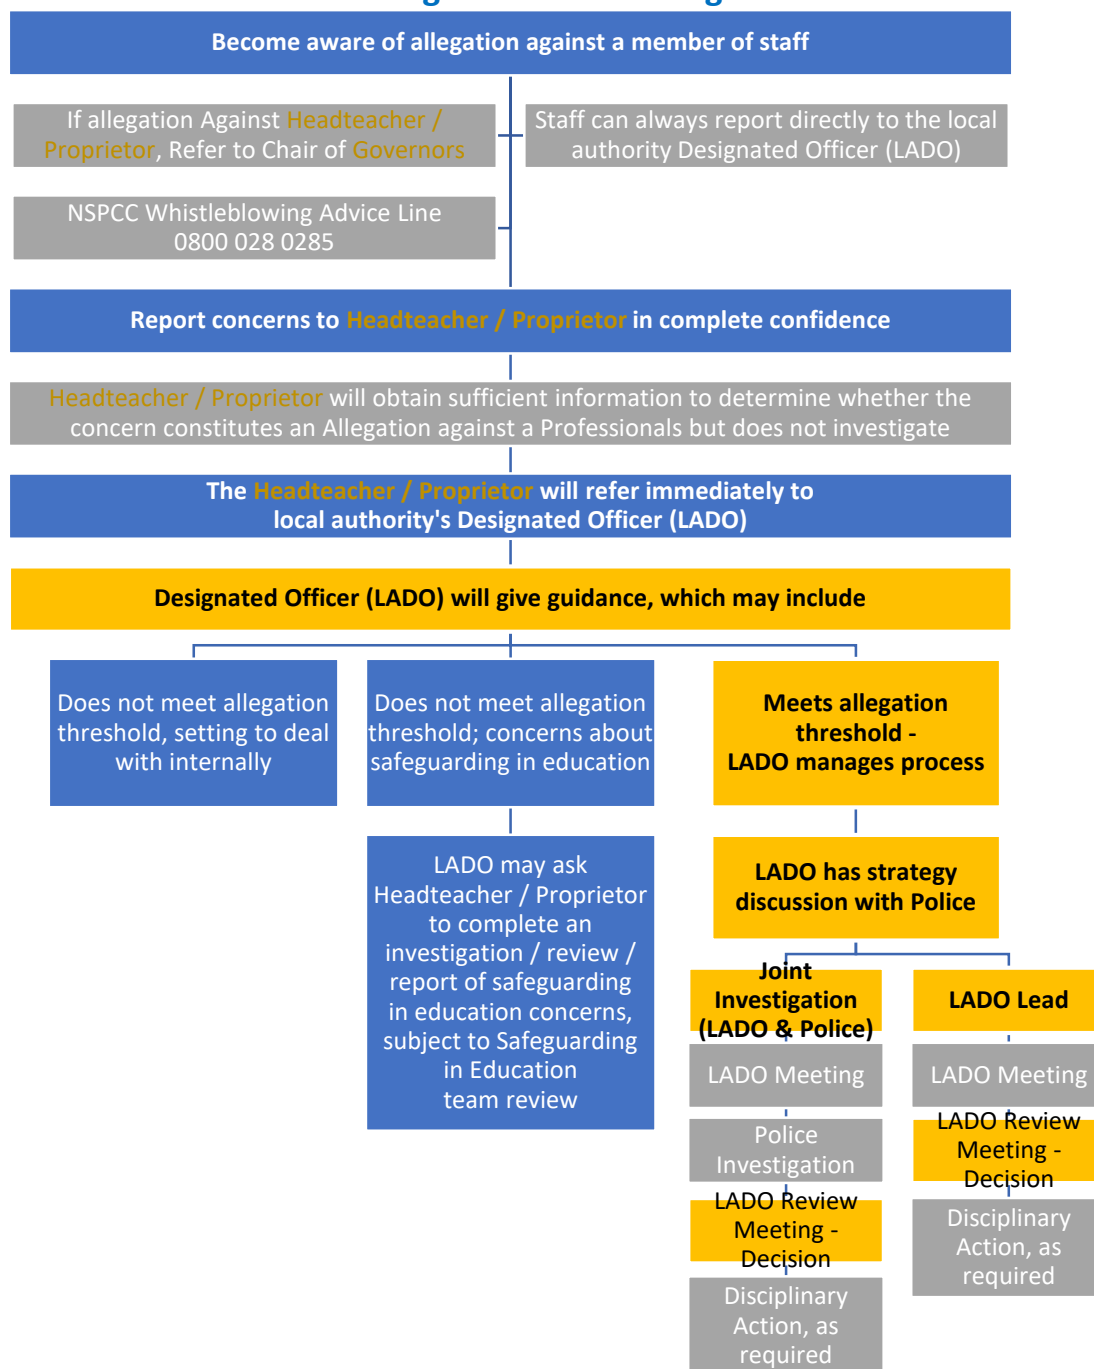 Become aware of allegation against a member of staff
If allegation Against Headteacher /
Proprietor, Refer to Chair of Governors
Staff can always report directly to the local
authority Designated Officer (LADO)
NSPCC Whistleblowing Advice Line
0800 028 0285
Report concerns to Headteacher / Proprietor in complete confidence
Headteacher / Proprietor will obtain sufficient information to determine whether the
concern constitutes an Allegation against a Professionals but does not investigate
The Headteacher / Proprietor will refer immediately to
local authority's Designated Officer (LADO)
Designated Officer (LADO) will give guidance, which may include
Does not meet allegation
threshold, setting to deal
with internally
Does not meet allegation
threshold; concerns about
safeguarding in education
LADO may ask
Headteacher / Proprietor
to complete an
investigation / review /
report of safeguarding
in education concerns,
subject to Safeguarding
in Education
team review
Meets allegation
threshold -
LADO manages process
LADO has strategy
discussion with Police
Joint
Investigation
(LADO & Police)
LADO Meeting
Police
Investigation
LADO Review
Meeting -
Decision
Disciplinary
Action, as
required
LADO Lead
LADO Meeting
LADO Review
Meeting -
Decision
Disciplinary
Action, as
required